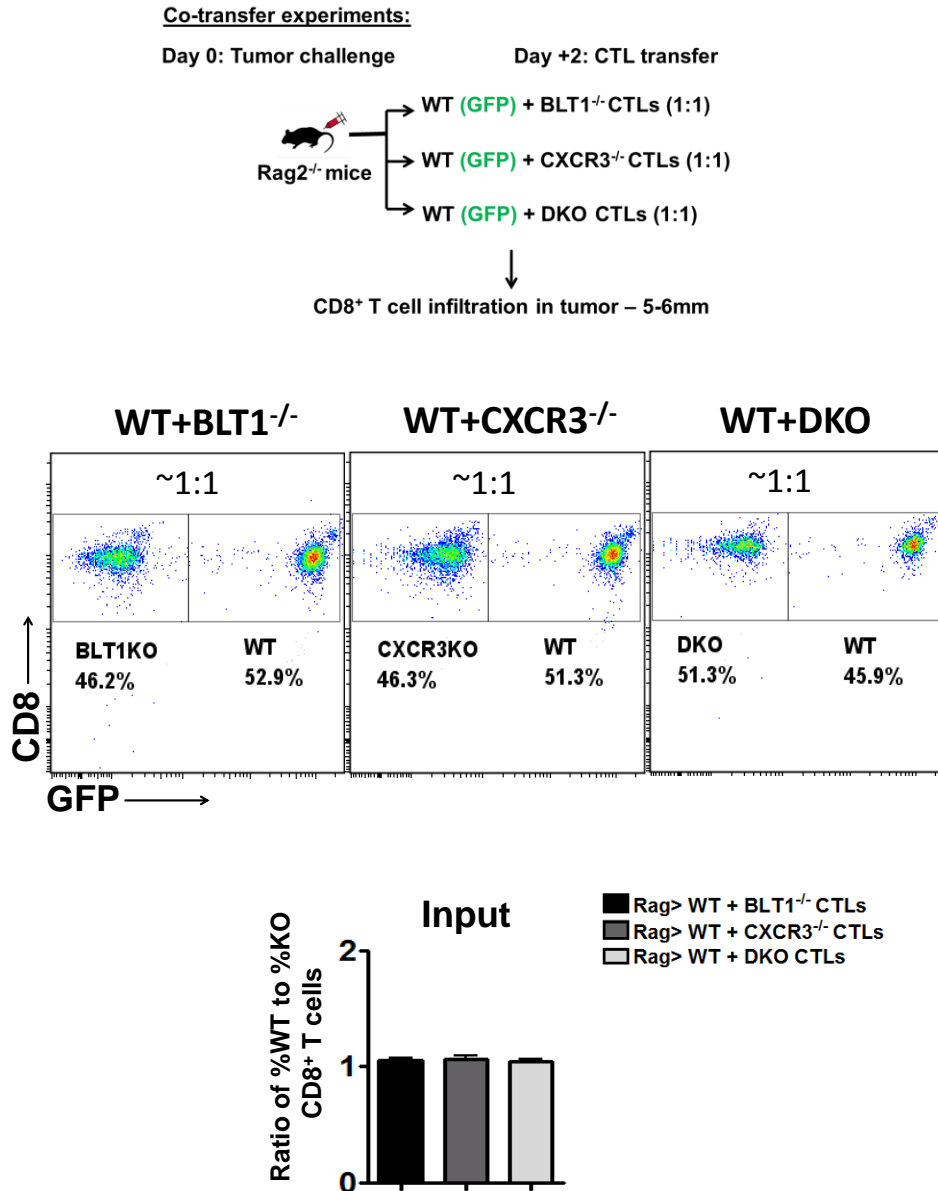 Co-transfer experiments:
Day 0: Tumor challenge Day +2: CTL transfer
WT (GFP) + BLT1-/- CTLs (1:1)
WT (GFP) + CXCR3-/- CTLs (1:1)
Rag2-/- mice
WT (GFP) + DKO CTLs (1:1)
CD8+ T cell infiltration in tumor – 5-6mm
WT+BLT1-/- WT+CXCR3-/- WT+DKO
~1:1 ~1:1 ~1:1
BLT1KO WT CXCR3KO WT DKO WT
46.2% 52.9% 46.3% 51.3% 51.3% 45.9%
CD8
GFP
Input
Rag> WT + BLT1-/- CTLs
Rag> WT + CXCR3-/- CTLs
Rag> WT + DKO CTLs
Ratio of %WT to %KO
CD8+ T cells
2
1
0